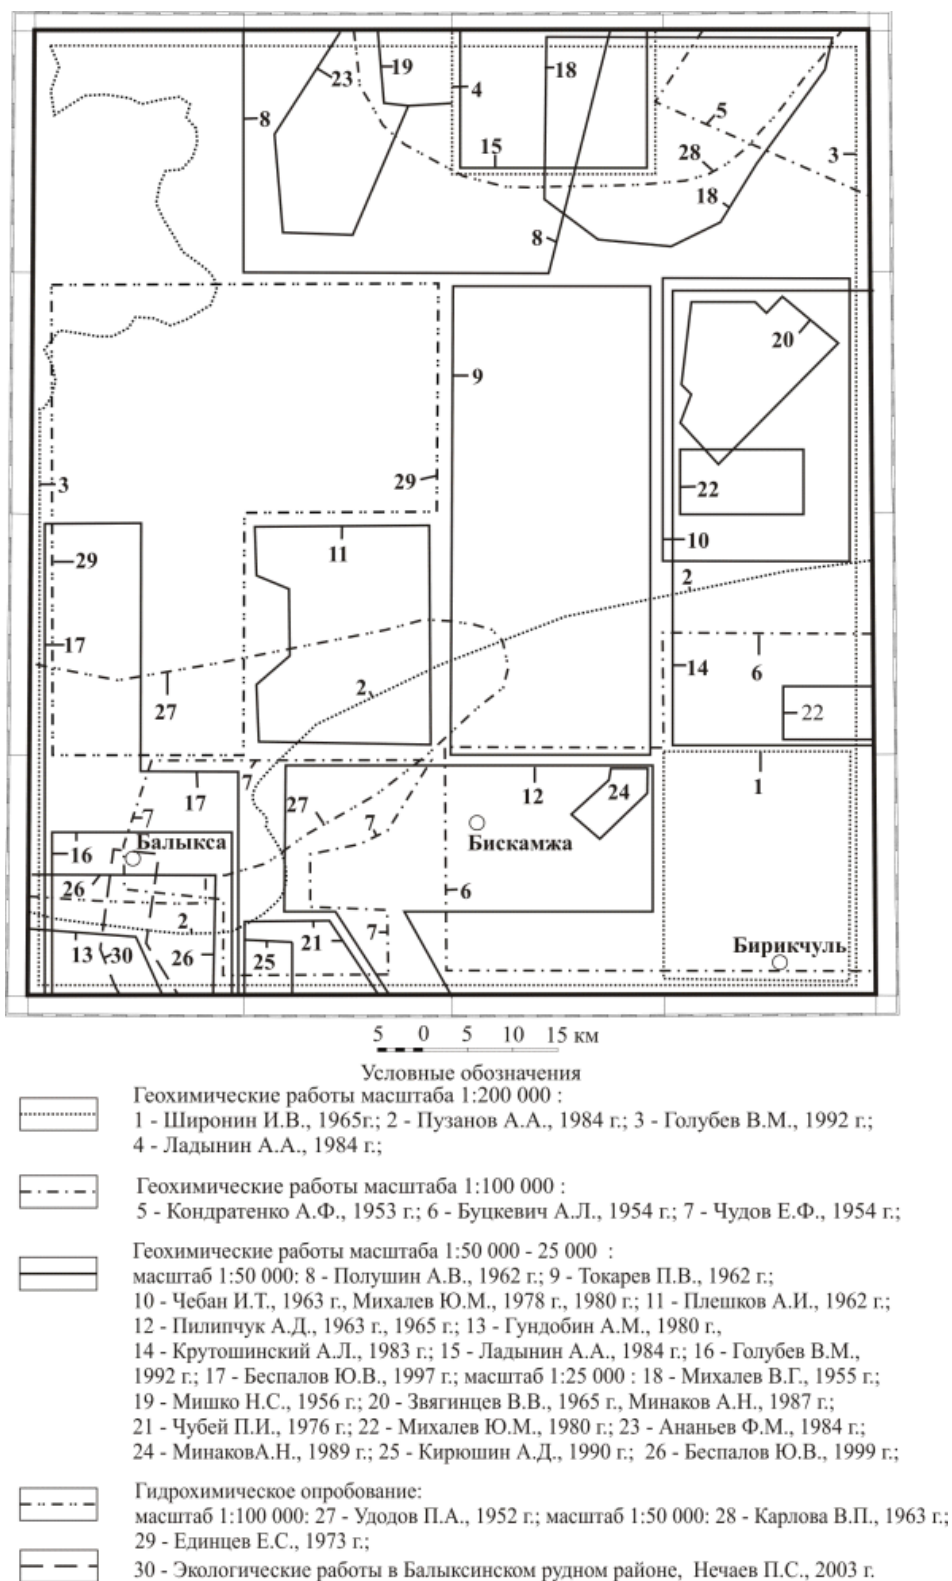 23
19
4
18
5
8
15
28
3
18
8
20
9
29
3
22
10
11
29
2
17
14
6
2
22
27
1
7
17
27
12
24
7
7
16
Балыкса
Бискамжа
26
6
2
7
21
Бирикчуль
13
30
26
25
5 0 5 10 15 км
Условные обозначения
Геохимические работы масштаба 1:200 000 :
1 - Широнин И.В., 1965г.; 2 - Пузанов А.А., 1984 г.; 3 - Голубев В.М., 1992 г.;
4 - Ладынин А.А., 1984 г.;
Геохимические работы масштаба 1:100 000 :
5 - Кондратенко А.Ф., 1953 г.; 6 - Буцкевич А.Л., 1954 г.; 7 - Чудов Е.Ф., 1954 г.;
Геохимические работы масштаба 1:50 000 - 25 000 :
масштаб 1:50 000: 8 - Полушин А.В., 1962 г.; 9 - Токарев П.В., 1962 г.;
10 - Чебан И.Т., 1963 г., Михалев Ю.М., 1978 г., 1980 г.; 11 - Плешков А.И., 1962 г.;
12 - Пилипчук А.Д., 1963 г., 1965 г.; 13 - Гундобин А.М., 1980 г.,
14 - Крутошинский А.Л., 1983 г.; 15 - Ладынин А.А., 1984 г.; 16 - Голубев В.М.,
1992 г.; 17 - Беспалов Ю.В., 1997 г.; масштаб 1:25 000 : 18 - Михалев В.Г., 1955 г.;
19 - Мишко Н.С., 1956 г.; 20 - Звягинцев В.В., 1965 г., Минаков А.Н., 1987 г.;
21 - Чубей П.И., 1976 г.; 22 - Михалев Ю.М., 1980 г.; 23 - Ананьев Ф.М., 1984 г.;
24 - МинаковА.Н., 1989 г.; 25 - Кирюшин А.Д., 1990 г.; 26 - Беспалов Ю.В., 1999 г.;
Гидрохимическое опробование:
масштаб 1:100 000: 27 - Удодов П.А., 1952 г.; масштаб 1:50 000: 28 - Карлова В.П., 1963 г.;
29 - Единцев Е.С., 1973 г.;
30 - Экологические работы в Балыксинском рудном районе, Нечаев П.С., 2003 г.